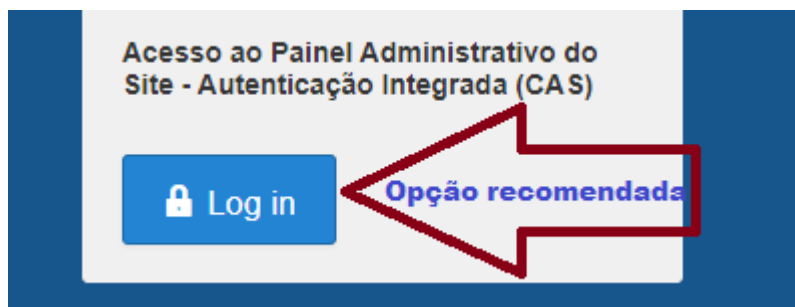 Acesso ao Painel Administrativo do
Site - Autenticação Integrada (CAS)
Log in
Opção recomendada